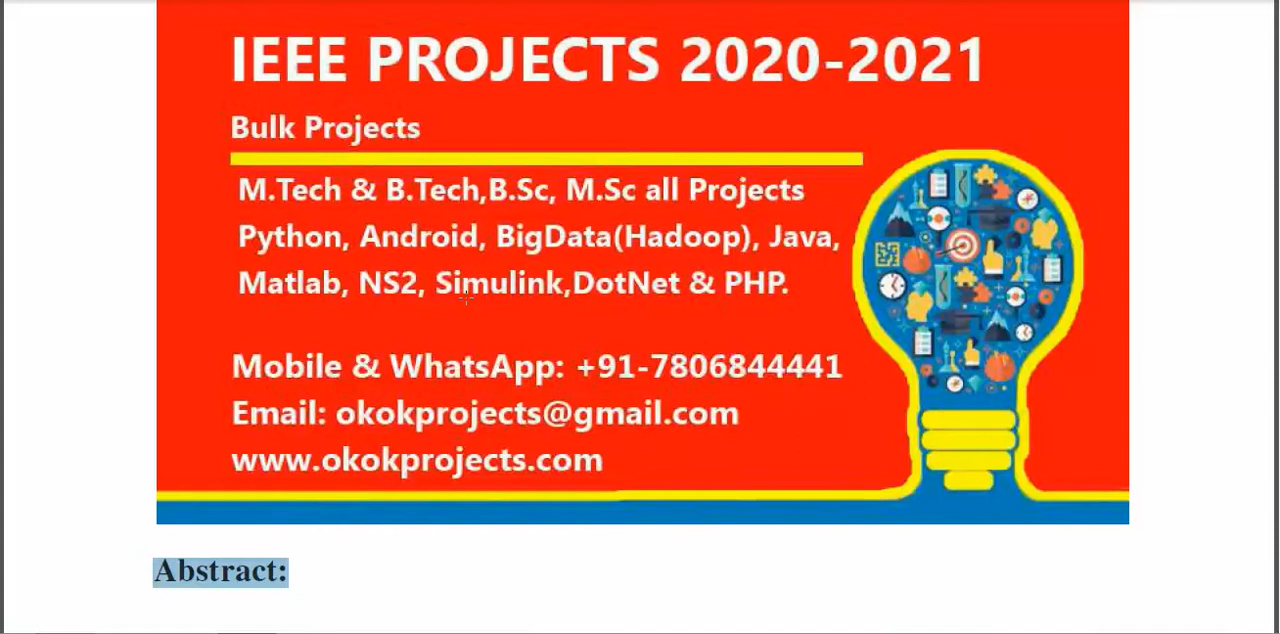 IEEE PROJECTS 2020-2021
Bulk Projects
M.Tech & B.Tech,B.Sc, M.Sc all Projects
Python, Android, BigData(Hadoop), Java,
Matlab, NS2, Simulink,DotNet & PHP.
Mobile & WhatsApp: +91-7806844441
Email: okokprojects@gmail.com
www.okokprojects.com
Abstract: